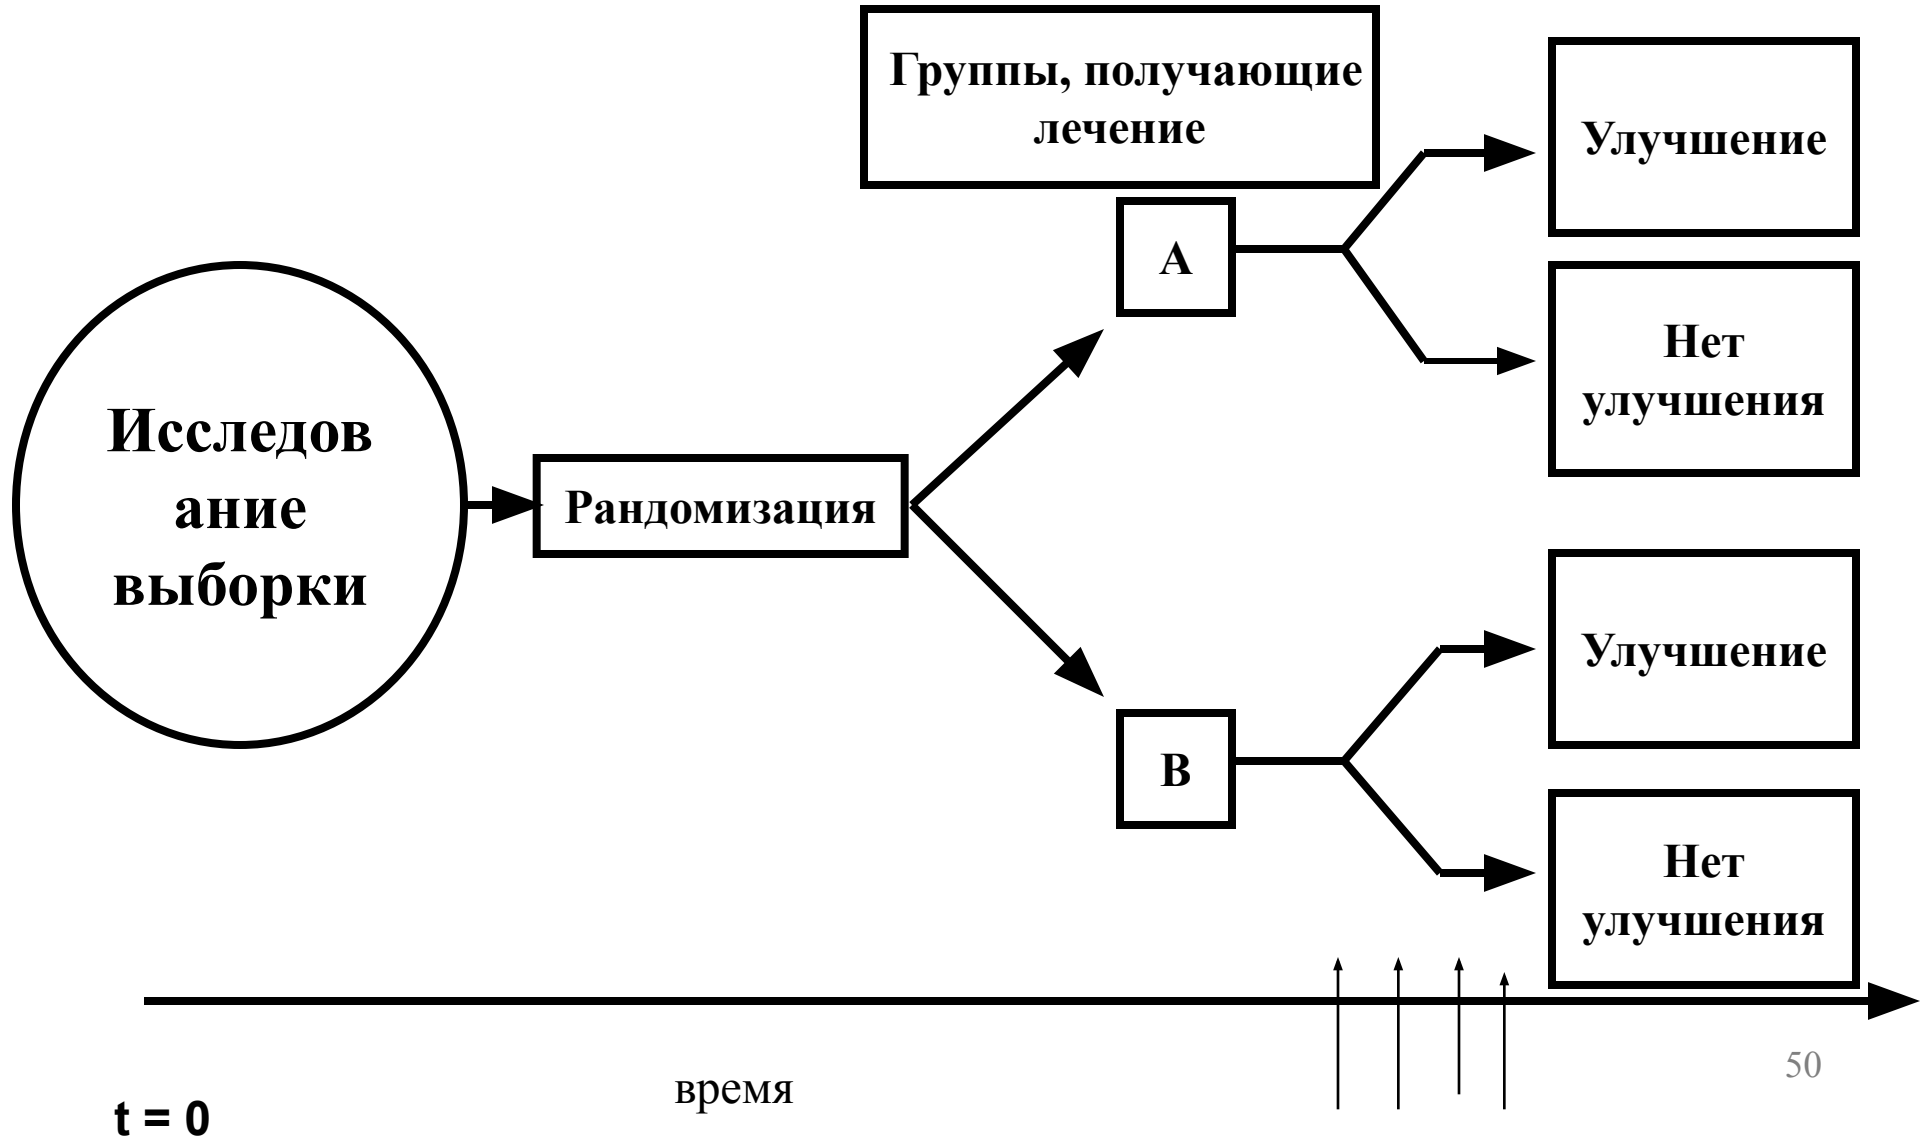 Группы, получающие
лечение
Улучшение
A
Нет
улучшения
Исследов
ание
выборки
Рандомизация
Улучшение
B
Нет
улучшения
50
время
t = 0